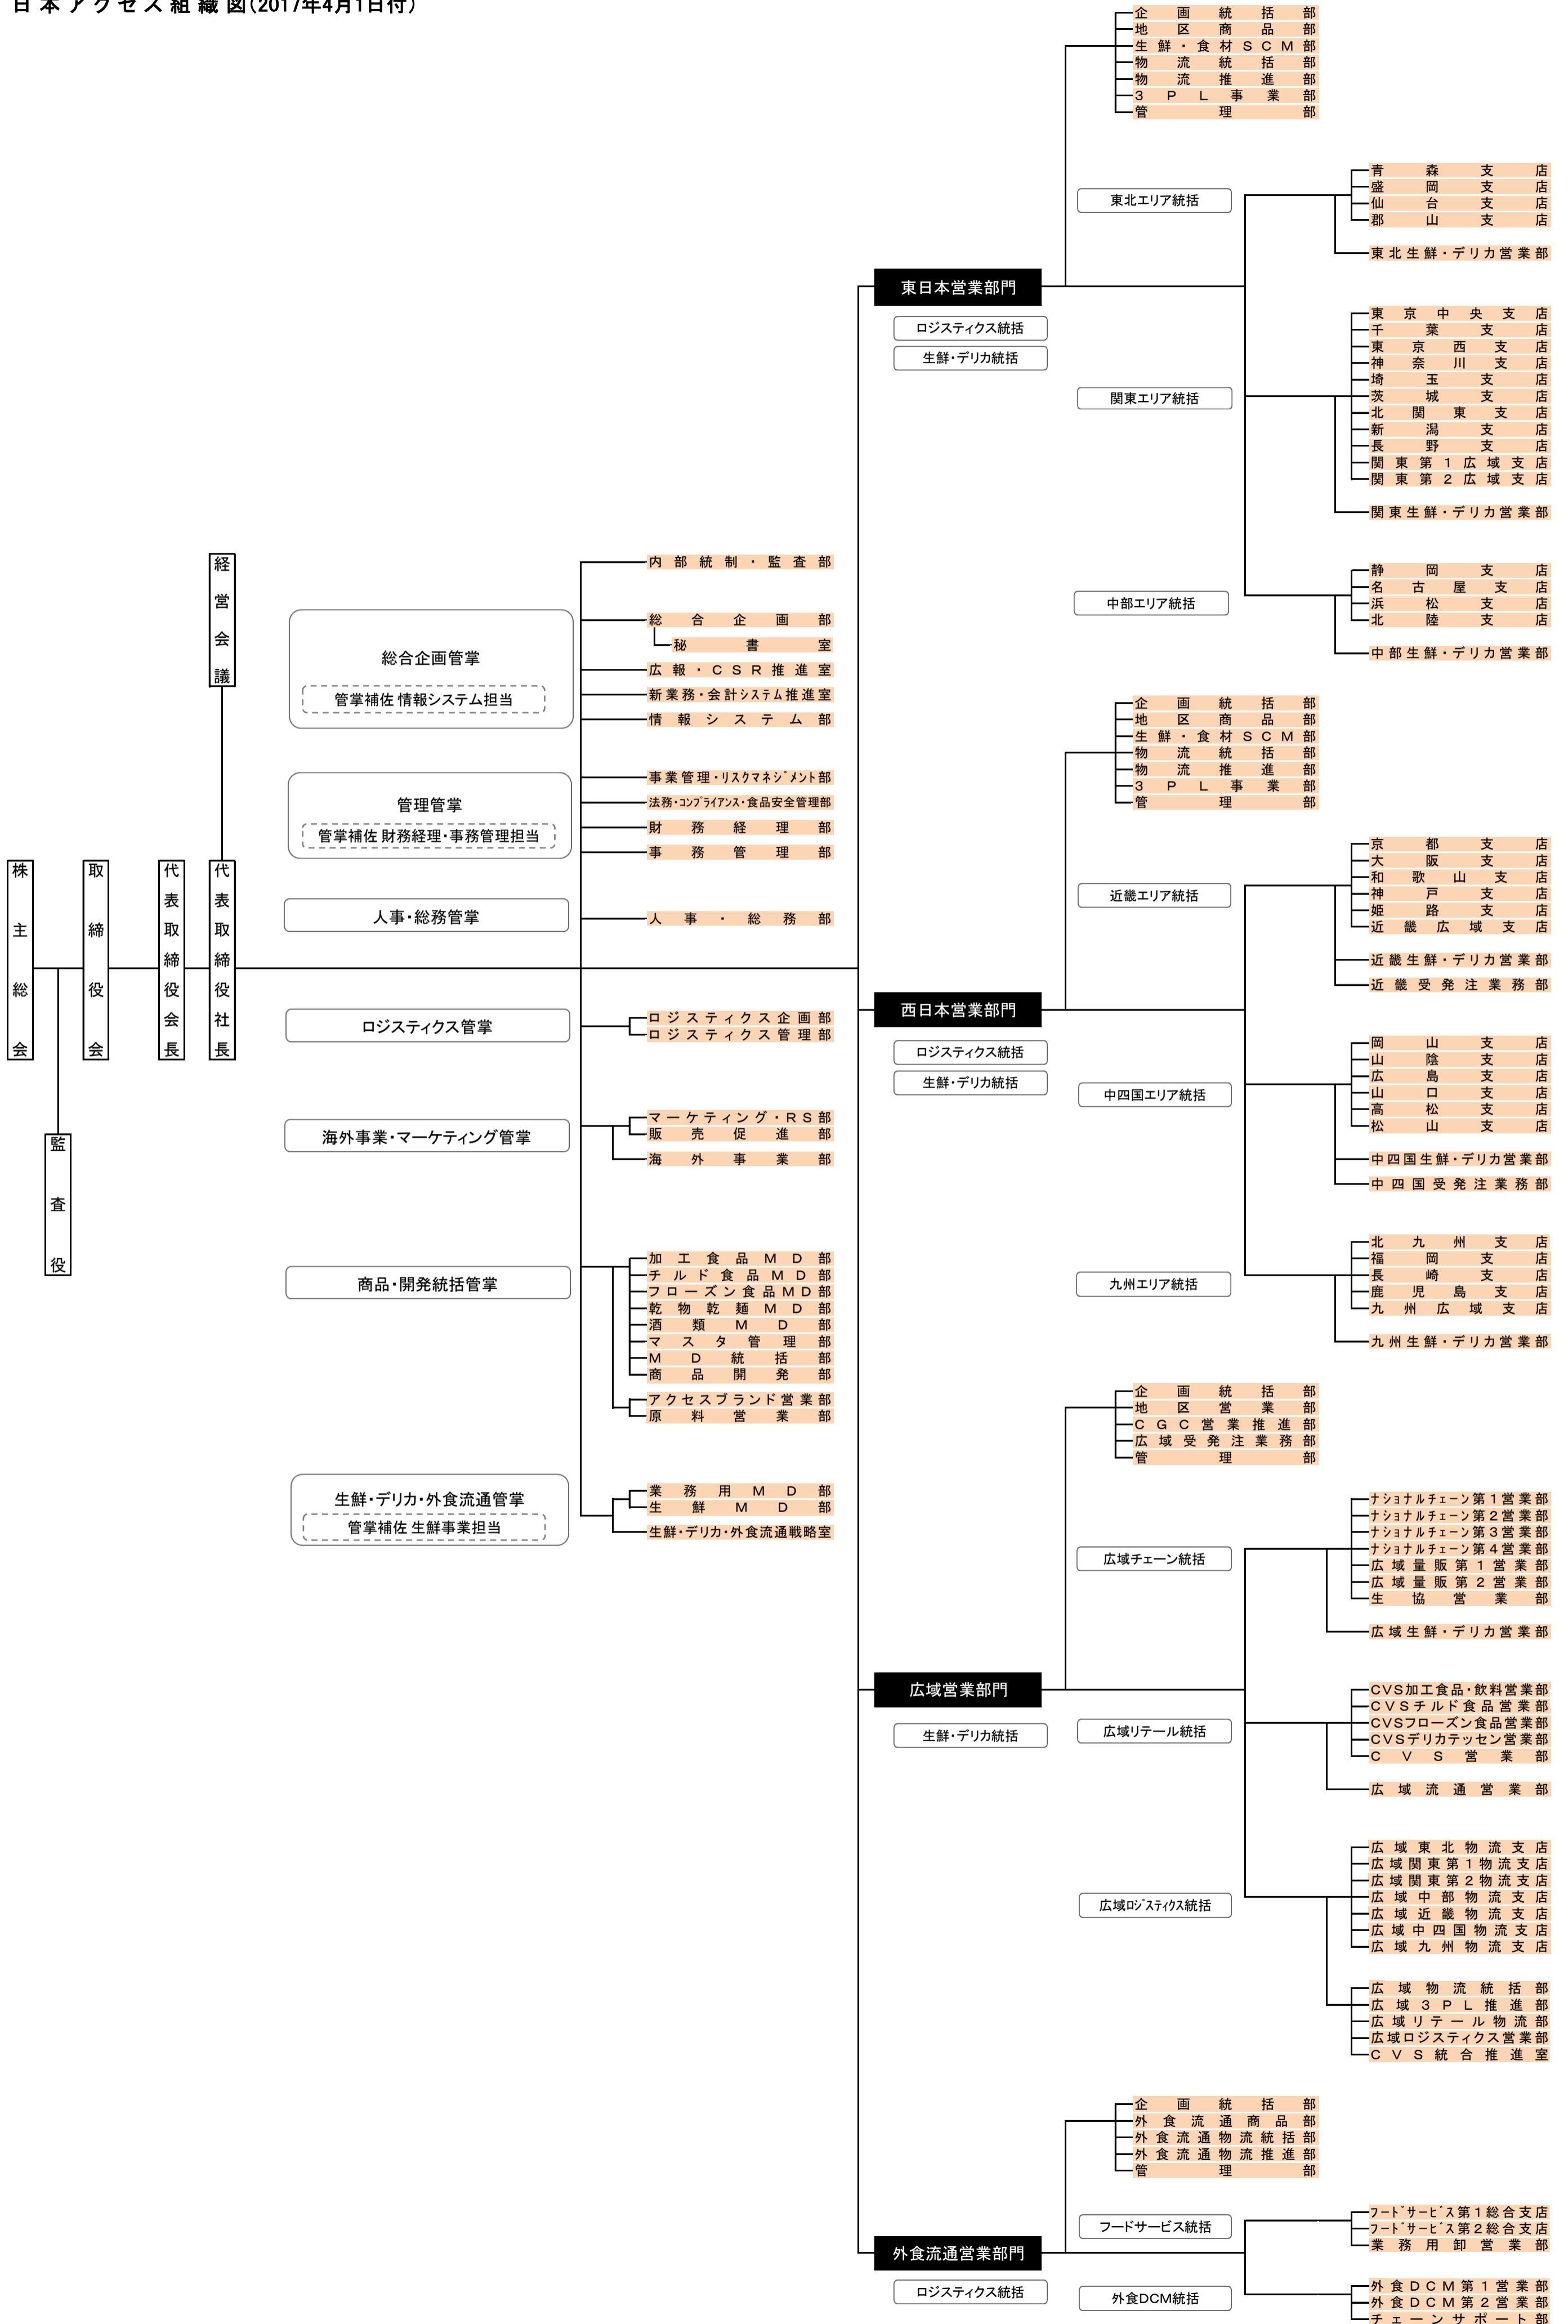 日本アクセス組織図(2017年4月1日付)
株主総会
監査役
取締役会
代表取締役会長
代表取締役社長
経営会議
総合企画管掌
管掌補佐 情報システム担当
管理管掌
管掌補佐 財務経理・事務管理担当
人事・総務管掌
ロジスティクス管掌
海外事業・マーケティング管掌
商品・開発統括管掌
生鮮・デリカ・外食流通管掌
管掌補佐 生鮮事業担当
内部統制・監査部
総合企画部
秘書室
広報・CSR推進室
新業務・会計システム推進室
情報システム部
事業管理・リスクマネジメント部
法務・コンプライアンス・食品安全管理部
財務経理部
事務管理部
人事・総務部
ロジスティクス企画部
ロジスティクス管理部
マーケティング・RS部
販売促進部
海外事業部
加工食品MD部
チルド食品MD部
フローズン食品MD部
乾物乾麺MD部
酒類MD部
マスタ管理部
MD統括部
商品開発部
アクセスブランド営業部
原料営業部
業務用MD部
生鮮MD部
生鮮・デリカ・外食流通戦略室
東日本営業部門
ロジスティクス統括
生鮮・デリカ統括
企画統括部
地区商品部
生鮮・食材SCM部
物流統括部
物流推進部
3PL事業部
管理部
東北エリア統括
青森支店
盛岡支店
仙台支店
郡山支店
東北生鮮・デリカ営業部
関東エリア統括
東京中央支店
千葉支店
東京西支店
神奈川支店
埼玉支店
茨城支店
北関東支店
新潟支店
長野支店
関東第1広域支店
関東第2広域支店
関東生鮮・デリカ営業部
中部エリア統括
静岡支店
名古屋支店
浜松支店
北陸支店
中部生鮮・デリカ営業部
西日本営業部門
ロジスティクス統括
生鮮・デリカ統括
企画統括部
地区商品部
生鮮・食材SCM部
物流統括部
物流推進部
3PL事業部
管理部
近畿エリア統括
京都支店
大阪支店
和歌山支店
神戸支店
姫路支店
近畿広域支店
近畿生鮮・デリカ営業部
近畿受発注業務部
中四国エリア統括
岡山支店
山陰支店
広島支店
山口支店
高松支店
松山支店
中四国生鮮・デリカ営業部
中四国受発注業務部
九州エリア統括
北九州支店
福岡支店
長崎支店
鹿児島支店
九州広域支店
九州生鮮・デリカ営業部
広域営業部門
生鮮・デリカ統括
企画統括部
地区営業部
CGC営業推進部
広域受発注業務部
管理部
広域チェーン統括
ナショナルチェーン第1営業部
ナショナルチェーン第2営業部
ナショナルチェーン第3営業部
ナショナルチェーン第4営業部
広域量販第1営業部
広域量販第2営業部
生協営業部
広域生鮮・デリカ営業部
広域リテール統括
CVS加工食品・飲料営業部
CVSチルド食品営業部
CVSフローズン食品営業部
CVSデリカテッセン営業部
CVS営業部
広域流通営業部
広域ロジスティクス統括
広域東北物流支店
広域関東第1物流支店
広域関東第2物流支店
広域中部物流支店
広域近畿物流支店
広域中四国物流支店
広域九州物流支店
広域物流統括部
広域3PL推進部
広域リテール物流部
広域ロジスティクス営業部
CVS統合推進室
外食流通営業部門
ロジスティクス統括
企画統括部
外食流通商品部
外食流通物流統括部
外食流通物流推進部
管理部
フードサービス統括
フードサービス第1総合支店
フードサービス第2総合支店
業務用卸営業部
外食DCM統括
外食DCM第1営業部
外食DCM第2営業部
チェーンサポート部